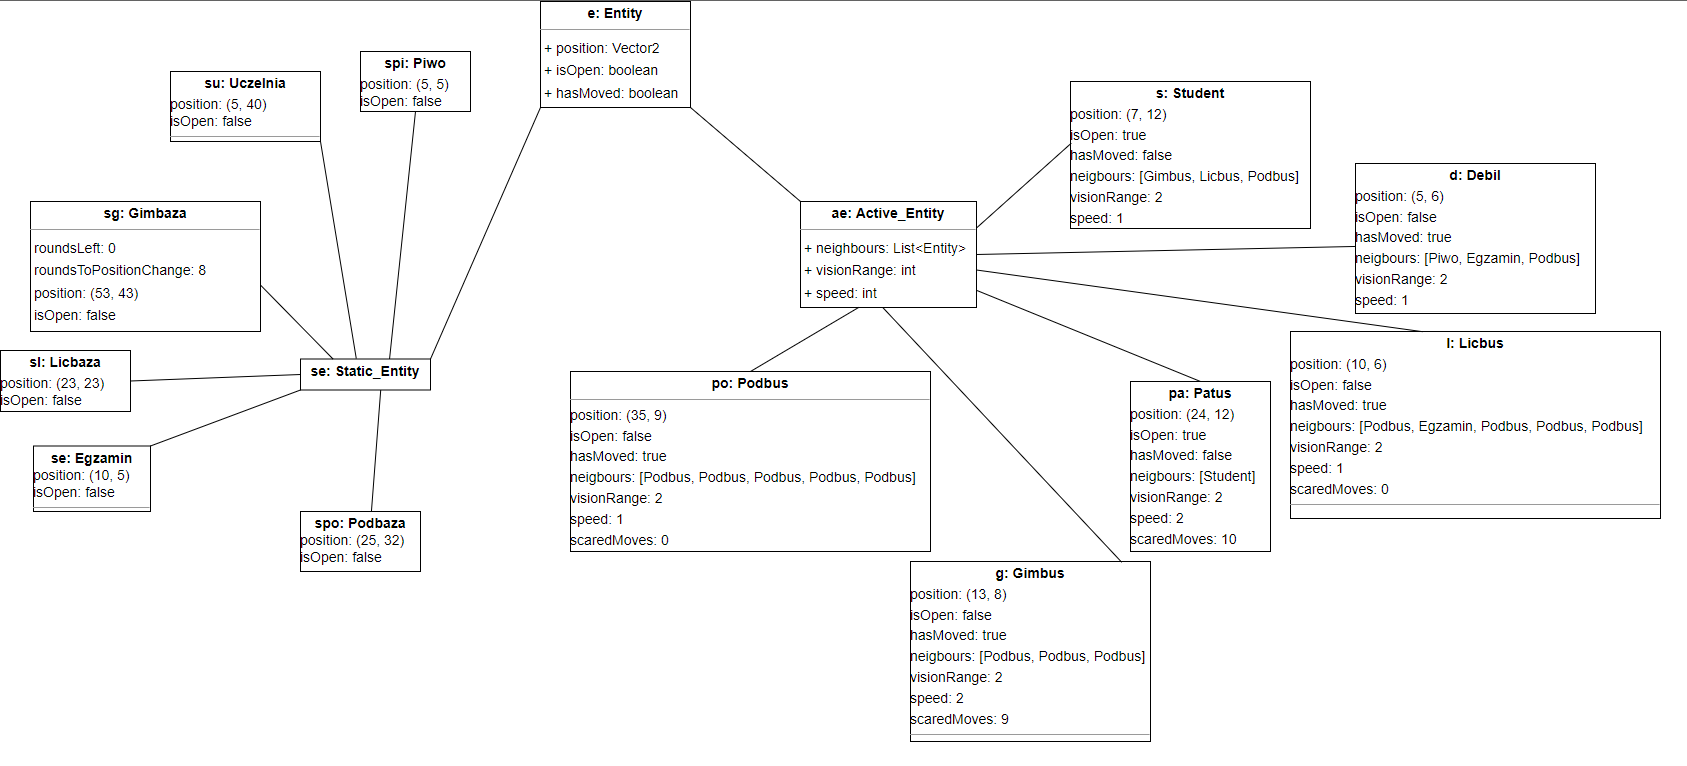 e: Entity
+ position: Vector2
+ isOpen: boolean
+ hasMoved: boolean
spi: Piwo
position: (5, 5)
isOpen: false
su: Uczelnia
position: (5, 40)
isOpen: false
s: Student
position: (7, 12)
isOpen: true
hasMoved: false
neigbours: [Gimbus, Licbus, Podbus]
visionRange: 2
speed: 1
d: Debil
position: (5, 6)
isOpen: false
hasMoved: true
neigbours: [Piwo, Egzamin, Podbus]
visionRange: 2
speed: 1
sg: Gimbaza
roundsLeft: 0
roundsToPositionChange: 8
position: (53, 43)
isOpen: false
ae: Active_Entity
+ neighbours: List<Entity>
+ visionRange: int
+ speed: int
l: Licbus
position: (10, 6)
isOpen: false
hasMoved: true
neigbours: [Podbus, Egzamin, Podbus, Podbus, Podbus]
visionRange: 2
speed: 1
scaredMoves: 0
sl: Licbaza
position: (23, 23)
isOpen: false
se: Static_Entity
po: Podbus
position: (35, 9)
isOpen: false
hasMoved: true
neigbours: [Podbus, Podbus, Podbus, Podbus, Podbus]
visionRange: 2
speed: 1
scaredMoves: 0
pa: Patus
position: (24, 12)
isOpen: true
hasMoved: false
neigbours: [Student]
visionRange: 2
speed: 2
scaredMoves: 10
se: Egzamin
position: (10, 5)
isOpen: false
spo: Podbaza
position: (25, 32)
isOpen: false
g: Gimbus
position: (13, 8)
isOpen: false
hasMoved: true
neigbours: [Podbus, Podbus, Podbus]
visionRange: 2
speed: 2
scaredMoves: 9